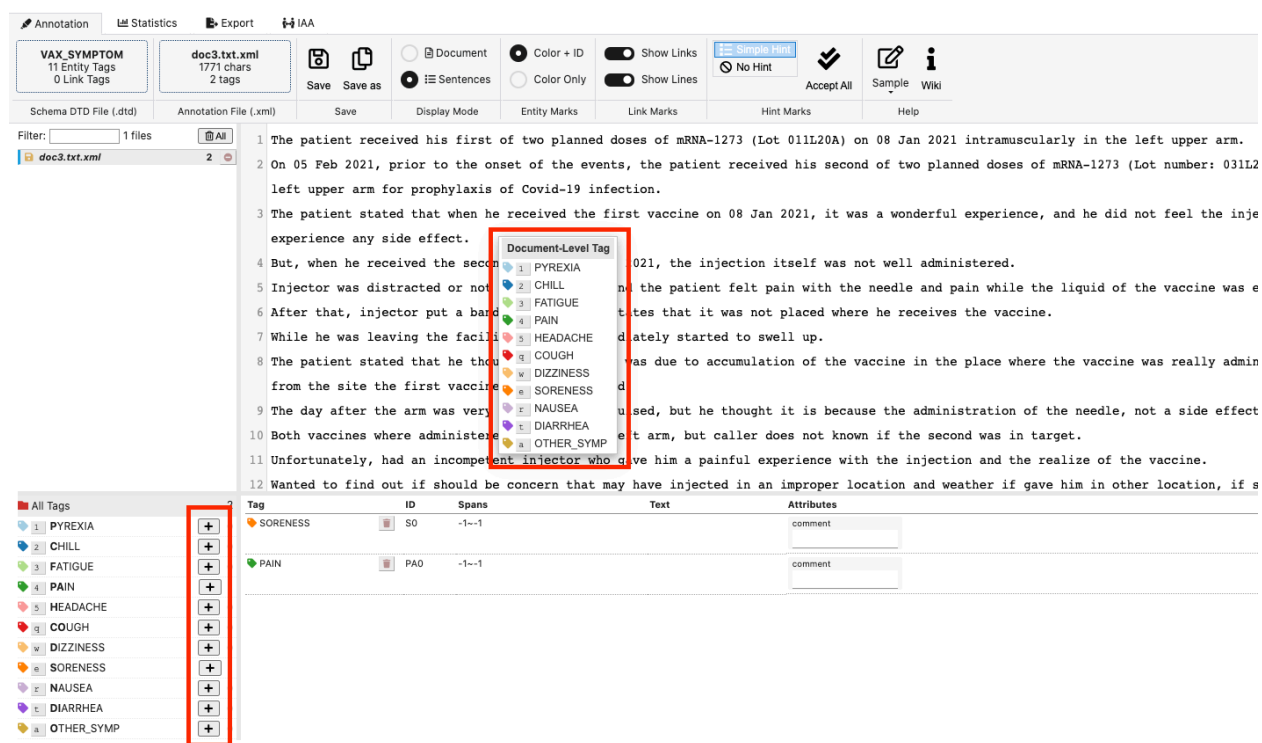 Annotation Statistics Export IAA
VAX_SYMPTOM
11 Entity Tags
0 Link Tags
Schema DTD File (.dtd)
doc3.txt.xml
1771 chars
2 tags
Annotation File (.xml)
Save Save as
Save
Document
Sentences
Display Mode
Color + ID
Color Only
Entity Marks
Show Links
Show Lines
Link Marks
Simple Hint
No Hint
Accept All
Hint Marks
Sample Wiki
Help
Filter: 1 files All
doc3.txt.xml 2
1 The patient received his first of two planned doses of mRNA-1273 (Lot 011L20A) on 08 Jan 2021 intramuscularly in the left upper arm.
2 On 05 Feb 2021, prior to the onset of the events, the patient received his second of two planned doses of mRNA-1273 (Lot number: 031L2
left upper arm for prophylaxis of Covid-19 infection.
3 The patient stated that when he received the first vaccine on 08 Jan 2021, it was a wonderful experience, and he did not feel the inje
experience any side effect.
4 But, when he received the secon 021, the injection itself was not well administered.
5 Injector was distracted or not the patient felt pain with the needle and pain while the liquid of the vaccine was e
6 After that, injector put a band tates that it was not placed where he receives the vaccine.
7 While he was leaving the facili diately started to swell up.
8 The patient stated that he thou was due to accumulation of the vaccine in the place where the vaccine was really admin
from the site the first vaccine
9 The day after the arm was very but he thought it is because the administration of the needle, not a side effect
10 Both vaccines where administere arm, but caller does not known if the second was in target.
11 Unfortunately, had an incompetent injector who gave him a painful experience with the injection and the realize of the vaccine.
12 Wanted to find out if should be concern that may have injected in an improper location and weather if gave him in other location, if s
Document-Level Tag
1 PYREXIA
2 CHILL
3 FATIGUE
4 PAIN
5 HEADACHE
q COUGH
w DIZZINESS
e SORENESS
r NAUSEA
t DIARRHEA
a OTHER_SYMP
All Tags 2
1 PYREXIA +
2 CHILL +
3 FATIGUE +
4 PAIN +
5 HEADACHE +
q COUGH +
w DIZZINESS +
e SORENESS +
r NAUSEA +
t DIARRHEA +
a OTHER_SYMP +
Tag ID Spans Text Attributes
SORENESS S0 -1~-1 comment
PAIN PA0 -1~-1 comment